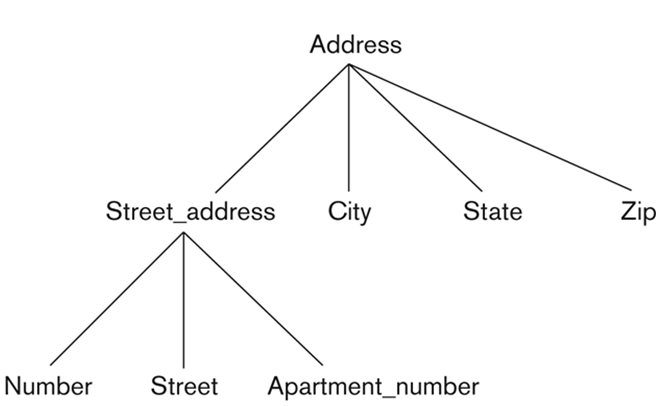 Address
Street_address City State Zip
Number Street Apartment_number